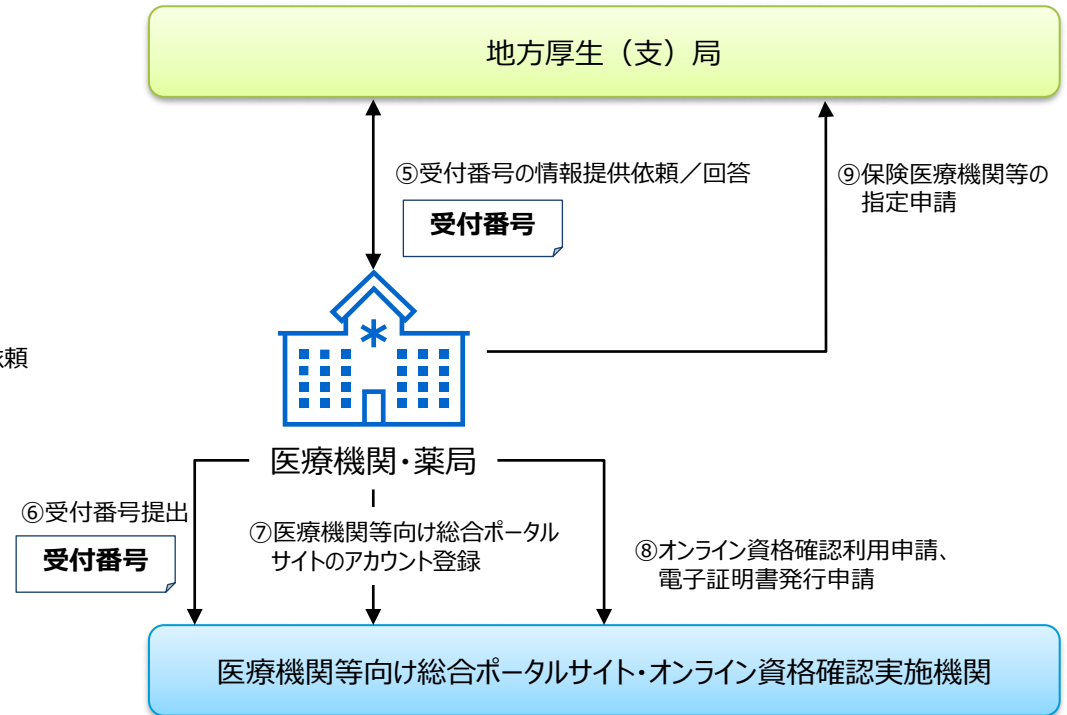 地方厚生（支）局
⑤受付番号の情報提供依頼／回答
受付番号
⑨保険医療機関等の
指定申請
依頼
医療機関・薬局
⑥受付番号提出
受付番号
⑦医療機関等向け総合ポータル
サイトのアカウント登録
⑧オンライン資格確認利用申請、
電子証明書発行申請
医療機関等向け総合ポータルサイト・オンライン資格確認実施機関